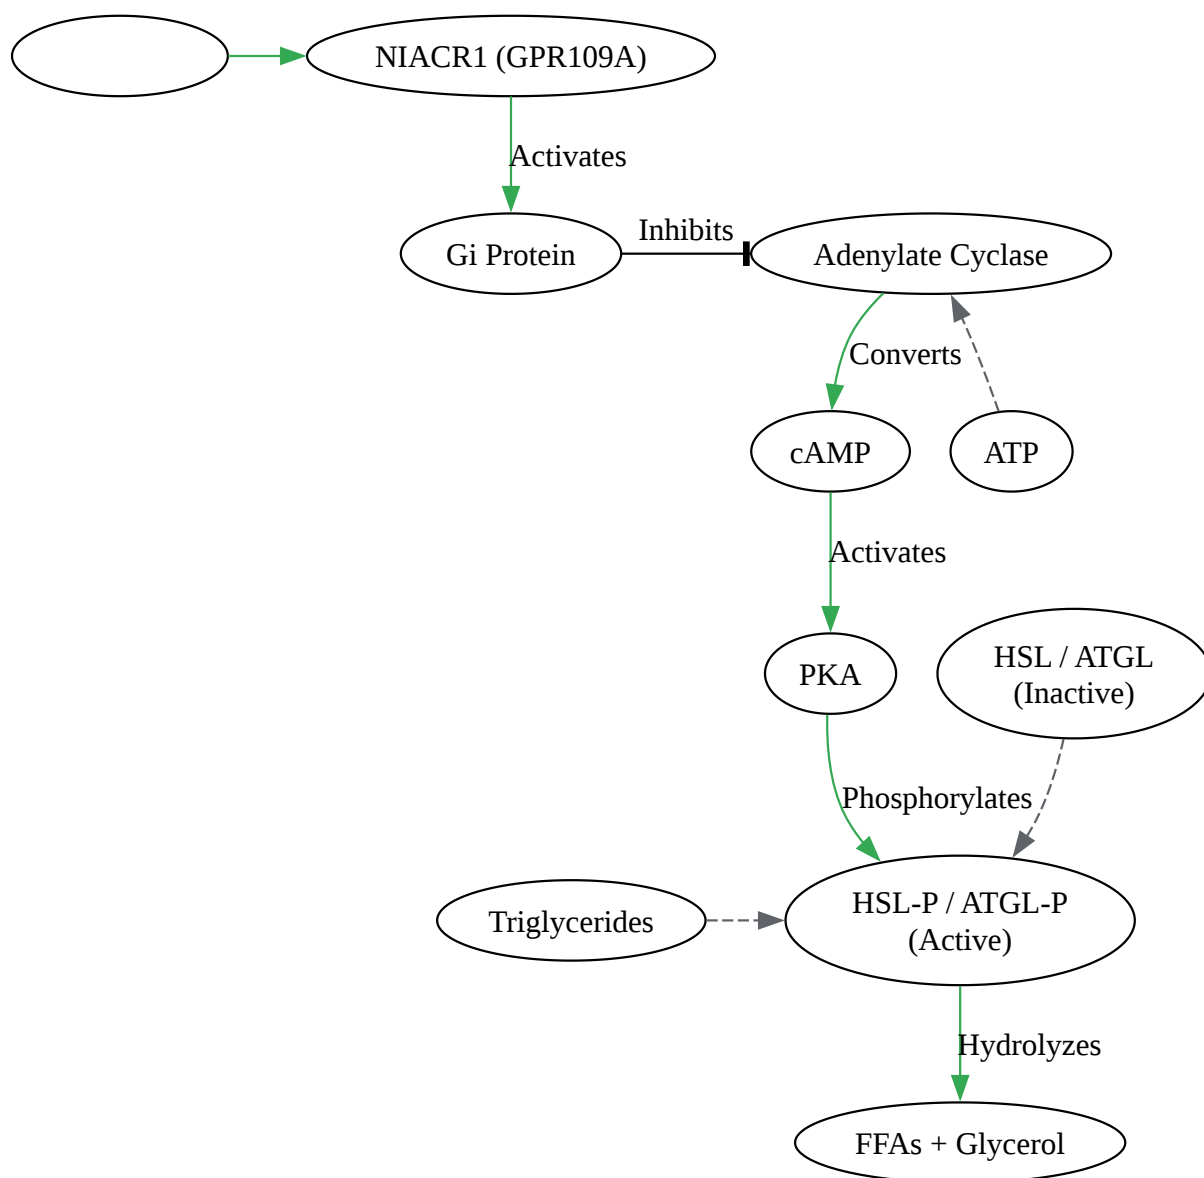 NIACR1 (GPR109A)
Activates
Inhibits
Gi Protein
Adenylate Cyclase
Converts
cAMP
ATP
Activates
HSL / ATGL
(Inactive)
PKA
Phosphorylates
HSL-P / ATGL-P
(Active)
Triglycerides
Hydrolyzes
FFAs + Glycerol